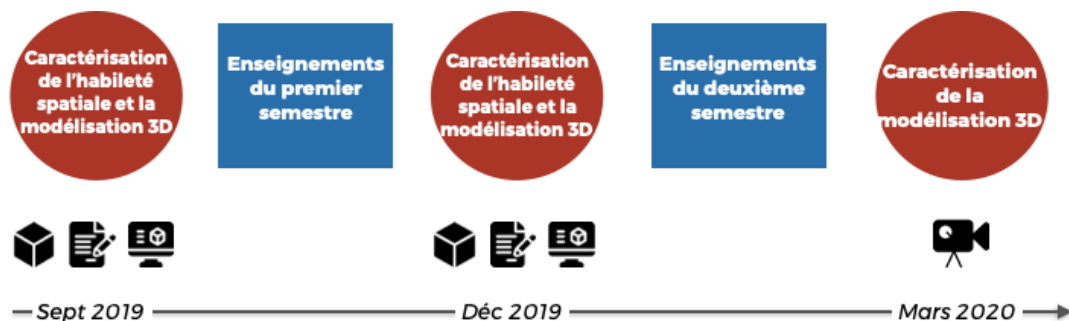 Caractérisation
de l'habileté
spatiale et la
modélisation 3D
Enseignements
du premier
semestre
Caractérisation
de l'habileté
spatiale et la
modélisation 3D
Enseignements
du deuxième
semestre
Caractérisation
de la
modélisation 3D
Sept 2019
Déc 2019
Mars 2020